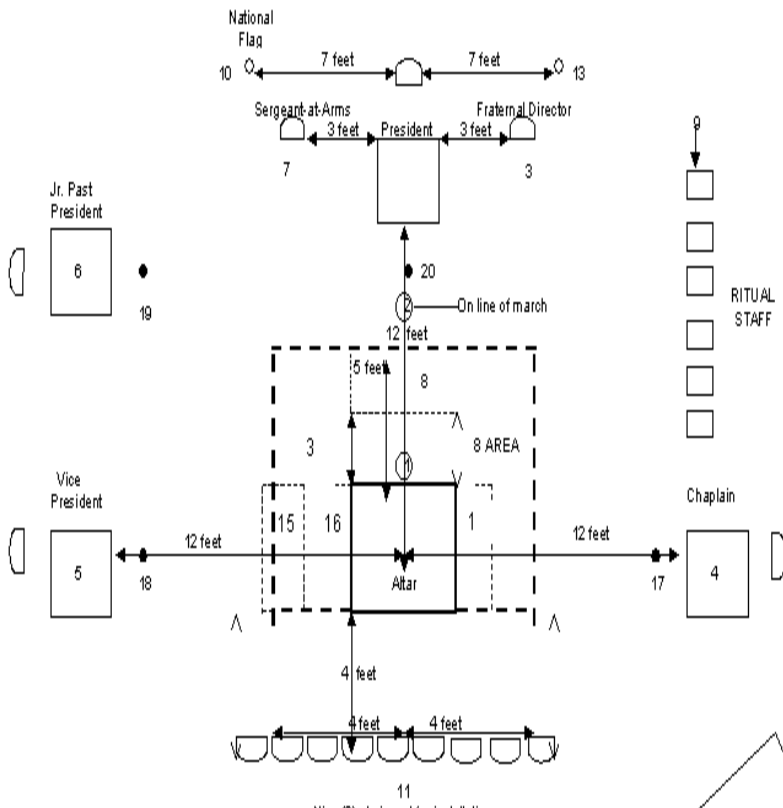 National
Flag
7 feet
7 feet
10
13
Sergeant-at-Arms
Fraternal Director
3 feet
President
3 feet
9
7
3
Jr. Past
President
6
19
20
2
On line of march
12 feet
RITUAL
STAFF
5 feet
8
3
8 AREA
1
Vice
President
Chaplain
15
16
1
12 feet
12 feet
5
18
Altar
17
4
4 feet
4 feet
4 feet
11